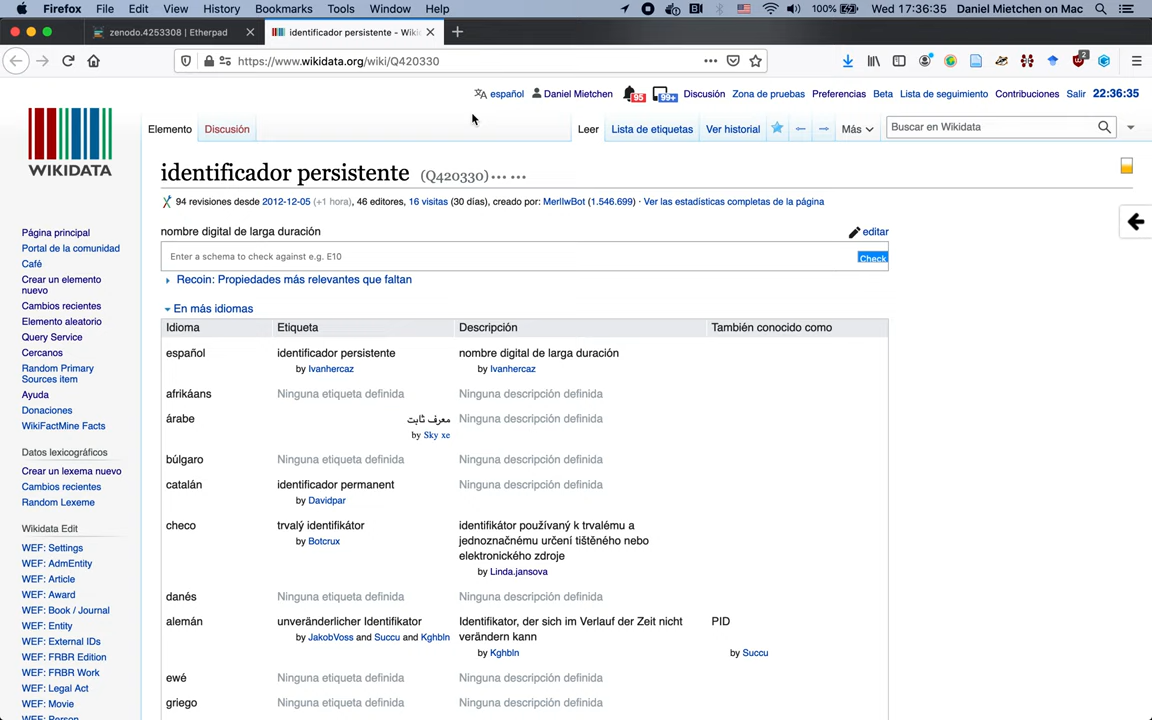 Firefox File Edit View History Bookmarks Tools Window Help 100% Wed 17:36:35 Daniel Mietchen on Mac
zenodo.4253308 | Etherpad
identificador persistente - Wiki
https://www.wikidata.org/wiki/Q420330
2
español Daniel Mietchen 95 99+ Discusión Zona de pruebas Preferencias Beta Lista de seguimiento Contribuciones Salir 22:36:35
WIKIDATA
Elemento Discusión Leer Lista de etiquetas Ver historial Más Buscar en Wikidata
identificador persistente (Q420330)
94 revisiones desde 2012-12-05 (+1 hora), 46 editores, 16 visitas (30 días), creado por: MerlIwBot (1.546.699) · Ver las estadísticas completas de la página
nombre digital de larga duración editar
Enter a schema to check against e.g. E10 Check
Recoin: Propiedades más relevantes que faltan
En más idiomas
Idioma Etiqueta Descripción También conocido como
español identificador persistente nombre digital de larga duración
by Ivanhercaz by Ivanhercaz
afrikáans Ninguna etiqueta definida Ninguna descripción definida
árabe معرف ثابت Ninguna descripción definida
by Sky xe
búlgaro Ninguna etiqueta definida Ninguna descripción definida
catalán identificador permanent Ninguna descripción definida
by Davidpar
checo trvalý identifikátor identifikátor používaný k trvalému a
jednoznačnému určení tištěného nebo
elektronického zdroje
by Botcrux
by Linda.jansova
danés Ninguna etiqueta definida Ninguna descripción definida
alemán unveränderlicher Identifikator Identifikator, der sich im Verlauf der Zeit nicht PID
verändern kann
by JakobVoss and Succu and Kghbln
by Kghbln by Succu
ewé Ninguna etiqueta definida Ninguna descripción definida
griego Ninguna etiqueta definida Ninguna descripción definida
Página principal
Portal de la comunidad
Café
Crear un elemento
nuevo
Cambios recientes
Elemento aleatorio
Query Service
Cercanos
Random Primary
Sources item
Ayuda
Donaciones
WikiFactMine Facts
Datos lexicográficos
Crear un lexema nuevo
Cambios recientes
Random Lexeme
Wikidata Edit
WEF: Settings
WEF: AdmEntity
WEF: Article
WEF: Award
WEF: Book / Journal
WEF: Entity
WEF: External IDs
WEF: FRBR Edition
WEF: FRBR Work
WEF: Legal Act
WEF: Movie
WEF: Person